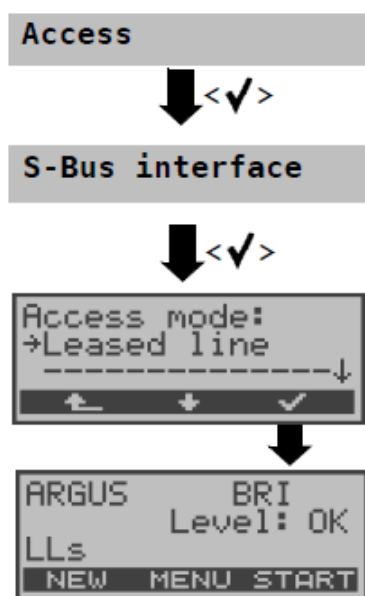 Access
<✓>
S-Bus interface
<✓>
Access mode:
→Leased line
--------------↓
ARGUS BRI
Level: OK
LLs
NEW MENU START